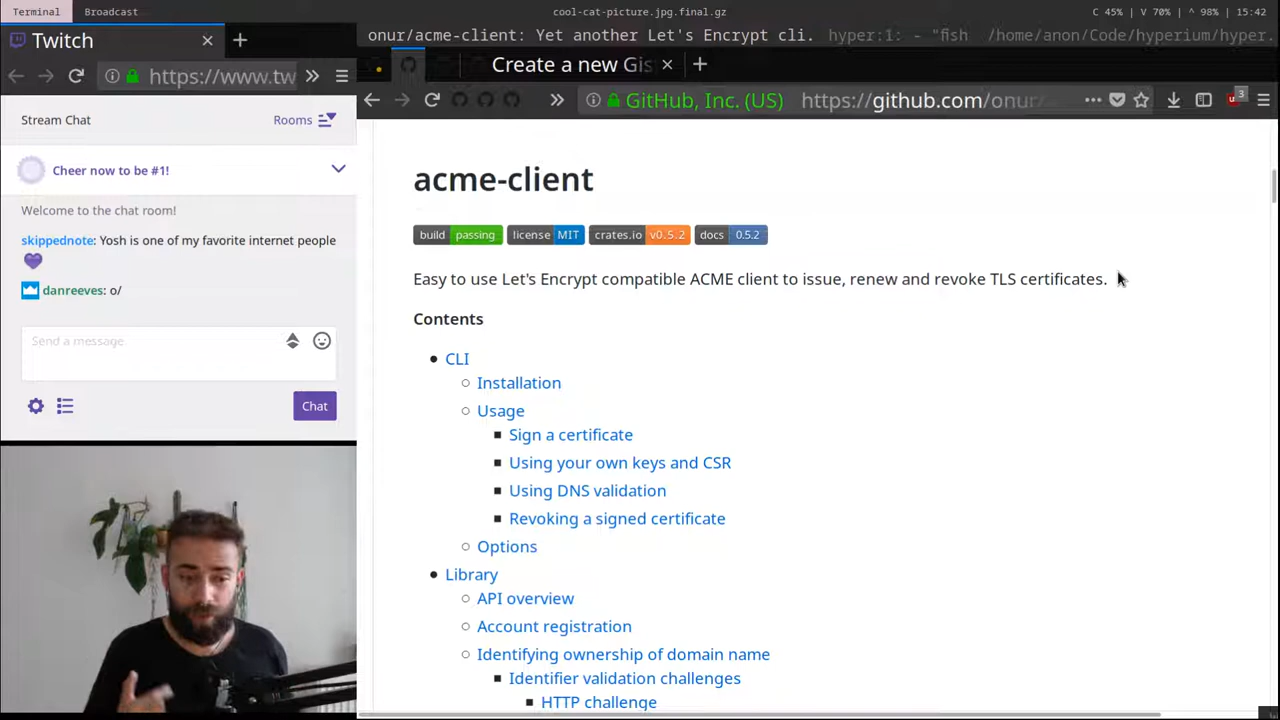 Terminal
Broadcast
cool-cat-picture.jpg.final.gz
C 45% | V 70% | ^ 98% | 15:42
Twitch
https://www.tw
Stream Chat
Rooms
Cheer now to be #1!
Welcome to the chat room!
skippednote: Yosh is one of my favorite internet people
danreeves: o/
Send a message
Chat
onur/acme-client: Yet another Let's Encrypt cli.
hyper:1: - "fish
/home/anon/Code/hyperium/hyper.
Create a new Gis
GitHub, Inc. (US)
https://github.com/onur/
3
acme-client
build passing
license MIT
crates.io v0.5.2
docs 0.5.2
Easy to use Let's Encrypt compatible ACME client to issue, renew and revoke TLS certificates.
Contents
CLI
Installation
Usage
Sign a certificate
Using your own keys and CSR
Using DNS validation
Revoking a signed certificate
Options
Library
API overview
Account registration
Identifying ownership of domain name
Identifier validation challenges
HTTP challenge